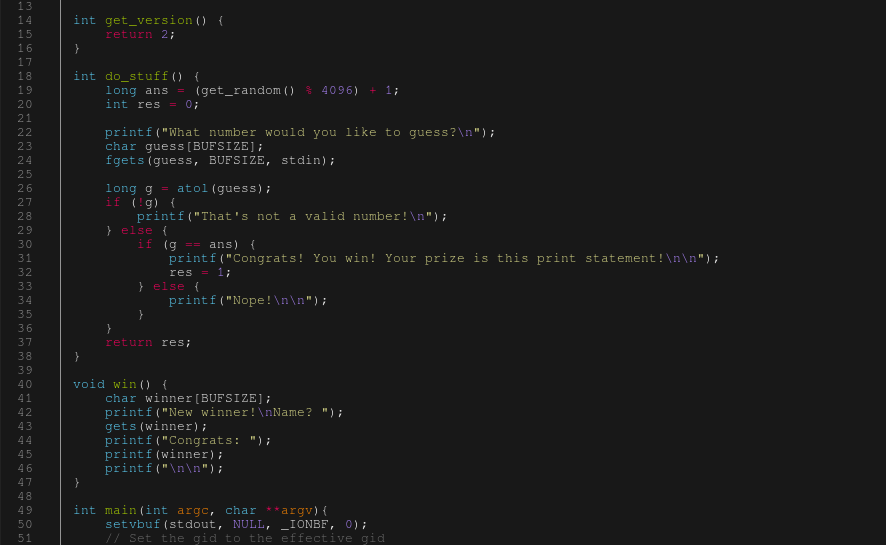 13
14 int get_version() {
15     return 2;
16 }
17
18 int do_stuff() {
19     long ans = (get_random() % 4096) + 1;
20     int res = 0;
21
22     printf("What number would you like to guess?\n");
23     char guess[BUFSIZE];
24     fgets(guess, BUFSIZE, stdin);
25
26     long g = atol(guess);
27     if (!g) {
28         printf("That's not a valid number!\n");
29     } else {
30         if (g == ans) {
31             printf("Congrats! You win! Your prize is this print statement!\n\n");
32             res = 1;
33         } else {
34             printf("Nope!\n\n");
35         }
36     }
37     return res;
38 }
39
40 void win() {
41     char winner[BUFSIZE];
42     printf("New winner!\nName? ");
43     gets(winner);
44     printf("Congrats: ");
45     printf(winner);
46     printf("\n\n");
47 }
48
49 int main(int argc, char **argv){
50     setvbuf(stdout, NULL, _IONBF, 0);
51     // Set the gid to the effective gid